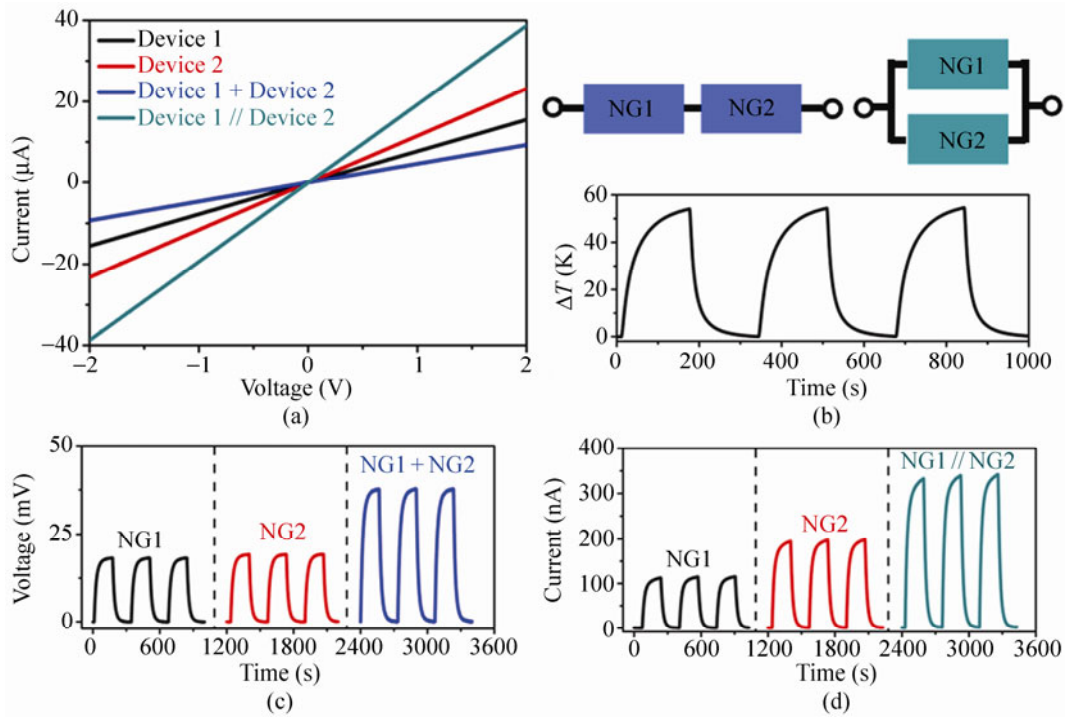 40
20
0
−20
−40
Current (μA)
Device 1
Device 2
Device 1 + Device 2
Device 1 // Device 2
−2
−1
0
1
2
Voltage (V)
(a)
NG1
NG2
NG1
NG2
60
40
20
0
ΔT (K)
0
200
400
600
800
1000
Time (s)
(b)
50
25
0
Voltage (mV)
NG1
NG2
NG1 + NG2
0
600
1200
1800
2400
3000
3600
Time (s)
(c)
400
300
200
100
0
Current (nA)
NG1
NG2
NG1 // NG2
0
600
1200
1800
2400
3000
3600
Time (s)
(d)